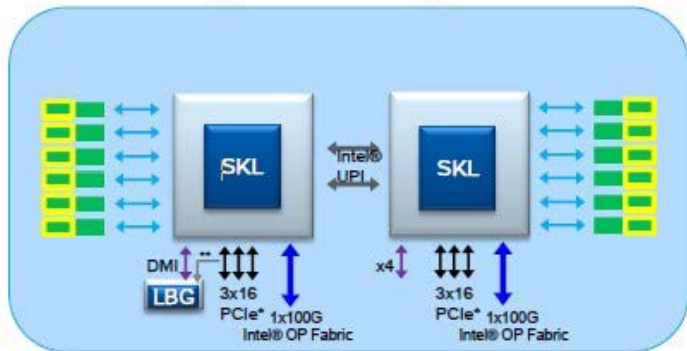 SKL
SKL
Intel®
UPI
DMI
**
LBG
3x16
PCIe*
1x100G
Intel® OP Fabric
x4
3x16
PCIe*
1x100G
Intel® OP Fabric